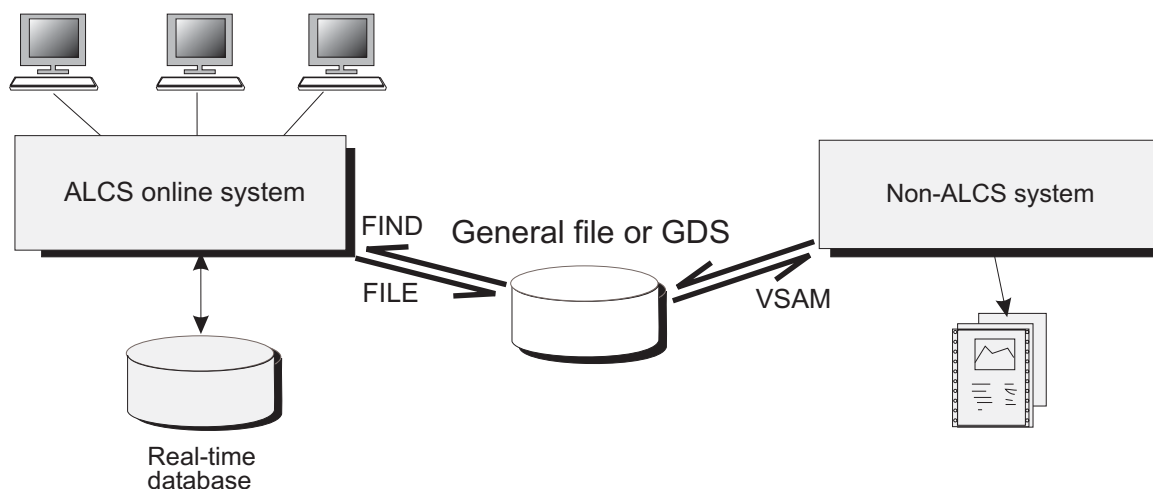 ALCS online system
Non-ALCS system
General file or GDS
FIND
FILE
VSAM
Real-time
database